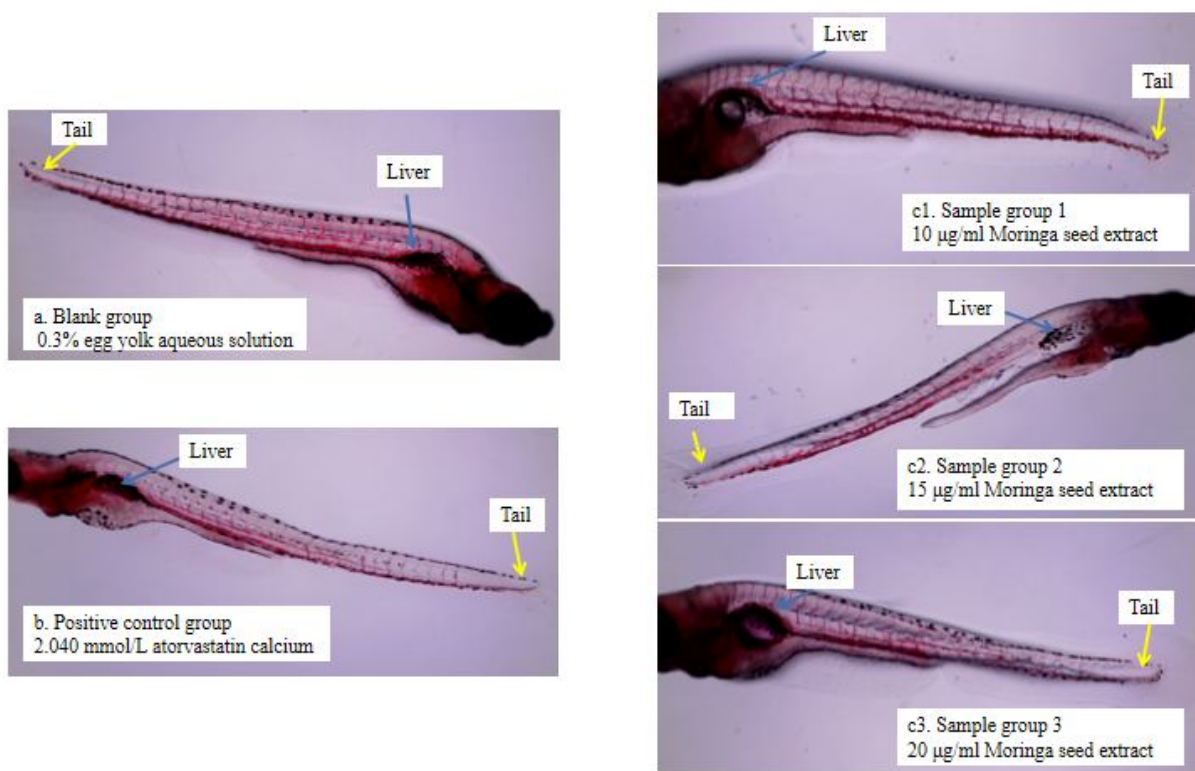 Tail
Liver
a. Blank group
0.3% egg yolk aqueous solution
Liver
Tail
b. Positive control group
2.040 mmol/L atorvastatin calcium
Liver
Tail
c1. Sample group 1
10 μg/ml Moringa seed extract
Liver
Tail
c2. Sample group 2
15 μg/ml Moringa seed extract
Liver
Tail
c3. Sample group 3
20 μg/ml Moringa seed extract